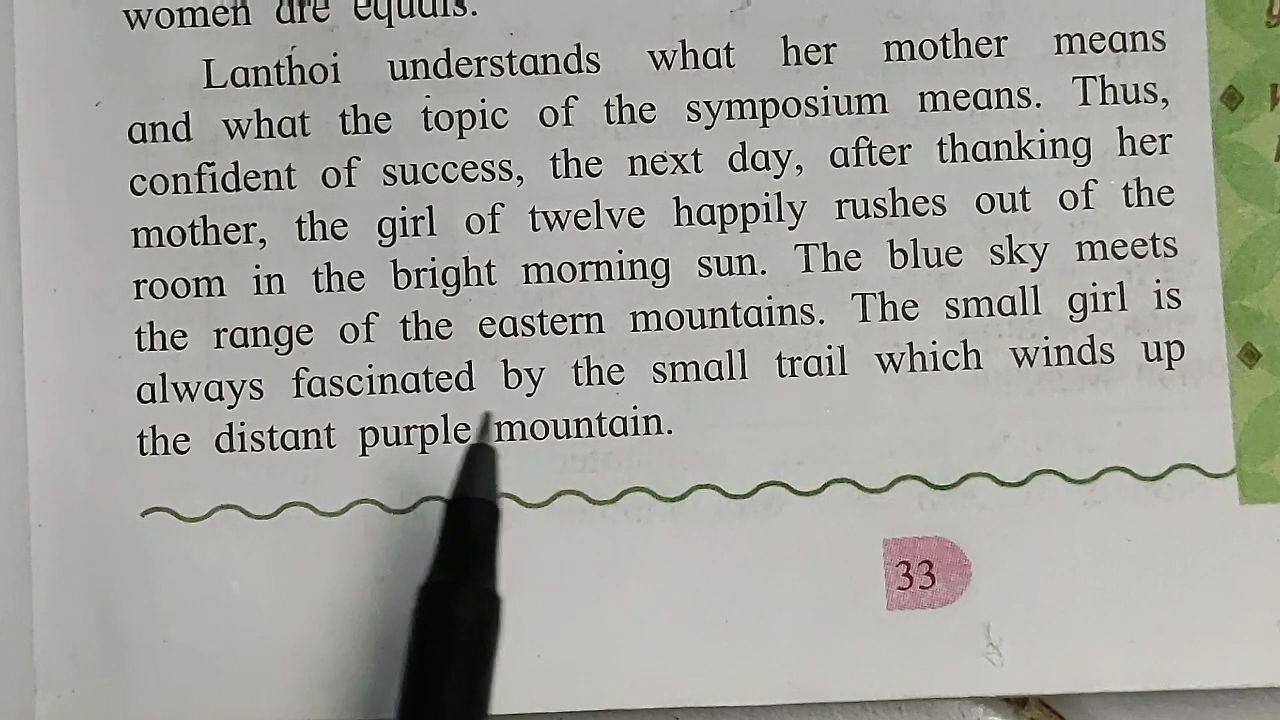 women are equals.
Lanthoi understands what her mother means
and what the topic of the symposium means. Thus,
confident of success, the next day, after thanking her
mother, the girl of twelve happily rushes out of the
room in the bright morning sun. The blue sky meets
the range of the eastern mountains. The small girl is
always fascinated by the small trail which winds up
the distant purple mountain.
33